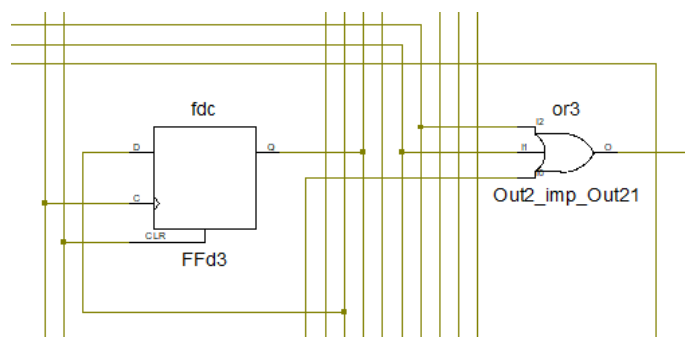 fdc
or3
I2
D
Q
I1
O
I0
C
Out2_imp_Out21
CLR
FFd3